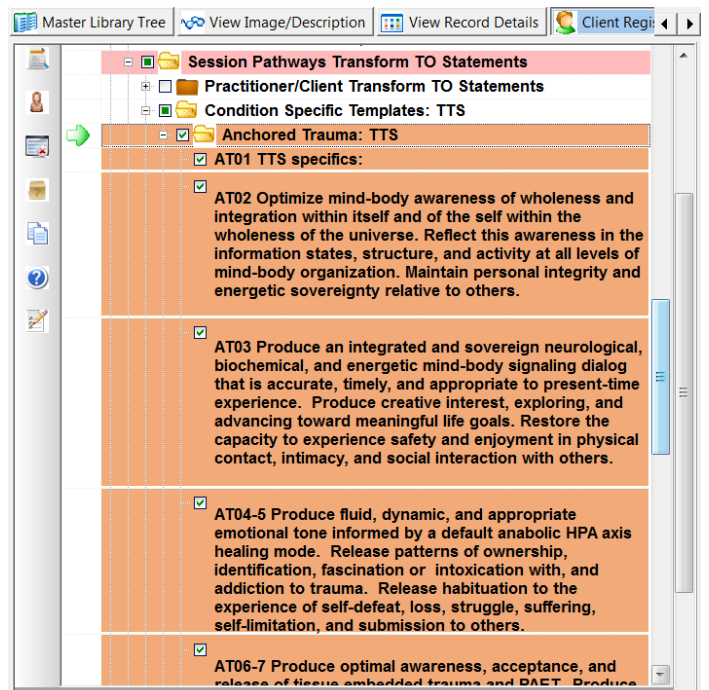 Master Library Tree
View Image/Description
View Record Details
Client Regis
Session Pathways Transform TO Statements
Practitioner/Client Transform TO Statements
Condition Specific Templates: TTS
Anchored Trauma: TTS
AT01 TTS specifics:
AT02 Optimize mind-body awareness of wholeness and
integration within itself and of the self within the
wholeness of the universe. Reflect this awareness in the
information states, structure, and activity at all levels of
mind-body organization. Maintain personal integrity and
energetic sovereignty relative to others.
AT03 Produce an integrated and sovereign neurological,
biochemical, and energetic mind-body signaling dialog
that is accurate, timely, and appropriate to present-time
experience.  Produce creative interest, exploring, and
advancing toward meaningful life goals. Restore the
capacity to experience safety and enjoyment in physical
contact, intimacy, and social interaction with others.
AT04-5 Produce fluid, dynamic, and appropriate
emotional tone informed by a default anabolic HPA axis
healing mode.  Release patterns of ownership,
identification, fascination or  intoxication with, and
addiction to trauma.  Release habituation to the
experience of self-defeat, loss, struggle, suffering,
self-limitation, and submission to others.
AT06-7 Produce optimal awareness, acceptance, and
release of tissue embedded trauma and PAET. Produce